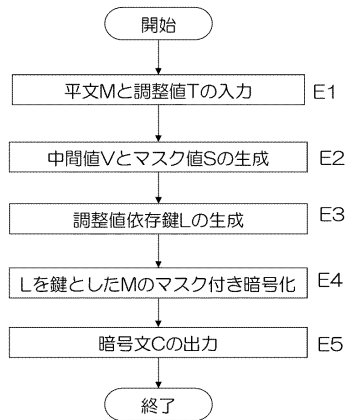 開始
平文Mと調整値Tの入力 E1
中間値Vとマスク値Sの生成 E2
調整値依存鍵Lの生成 E3
Lを鍵としたMのマスク付き暗号化 E4
暗号文Cの出力 E5
終了